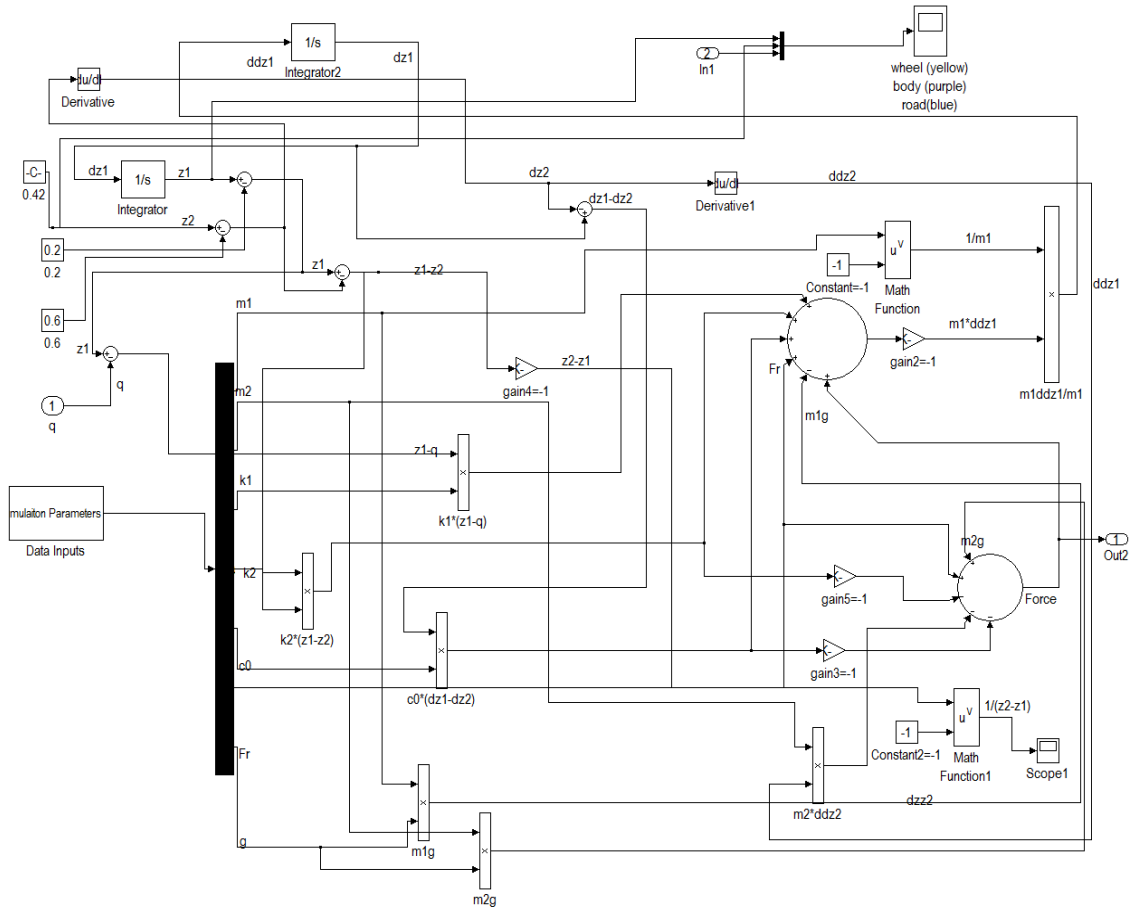 1/s
ddz1
dz1
Integrator2
2
In1
wheel (yellow)
body (purple)
road(blue)
du/dt
Derivative
-C-
0.42
dz1
1/s
z1
Integrator
z2
dz2
du/dt
ddz2
Derivative1
dz1-dz2
0.2
0.2
z1
z1-z2
0.6
0.6
z1
q
1
q
m1
-1
Constant=-1
u
v
Math
Function
1/m1
ddz1
m1*ddz1
gain2=-1
m1ddz1/m1
Fr
m1g
z2-z1
gain4=-1
m2
z1-q
k1
k1*(z1-q)
mulaiton Parameters
Data Inputs
k2
k2*(z1-z2)
m2g
Force
1
Out2
gain5=-1
gain3=-1
c0
c0*(dz1-dz2)
-1
Constant2=-1
u
v
Math
Function1
1/(z2-z1)
Scope1
Fr
m2*ddz2
dzz2
g
m1g
m2g